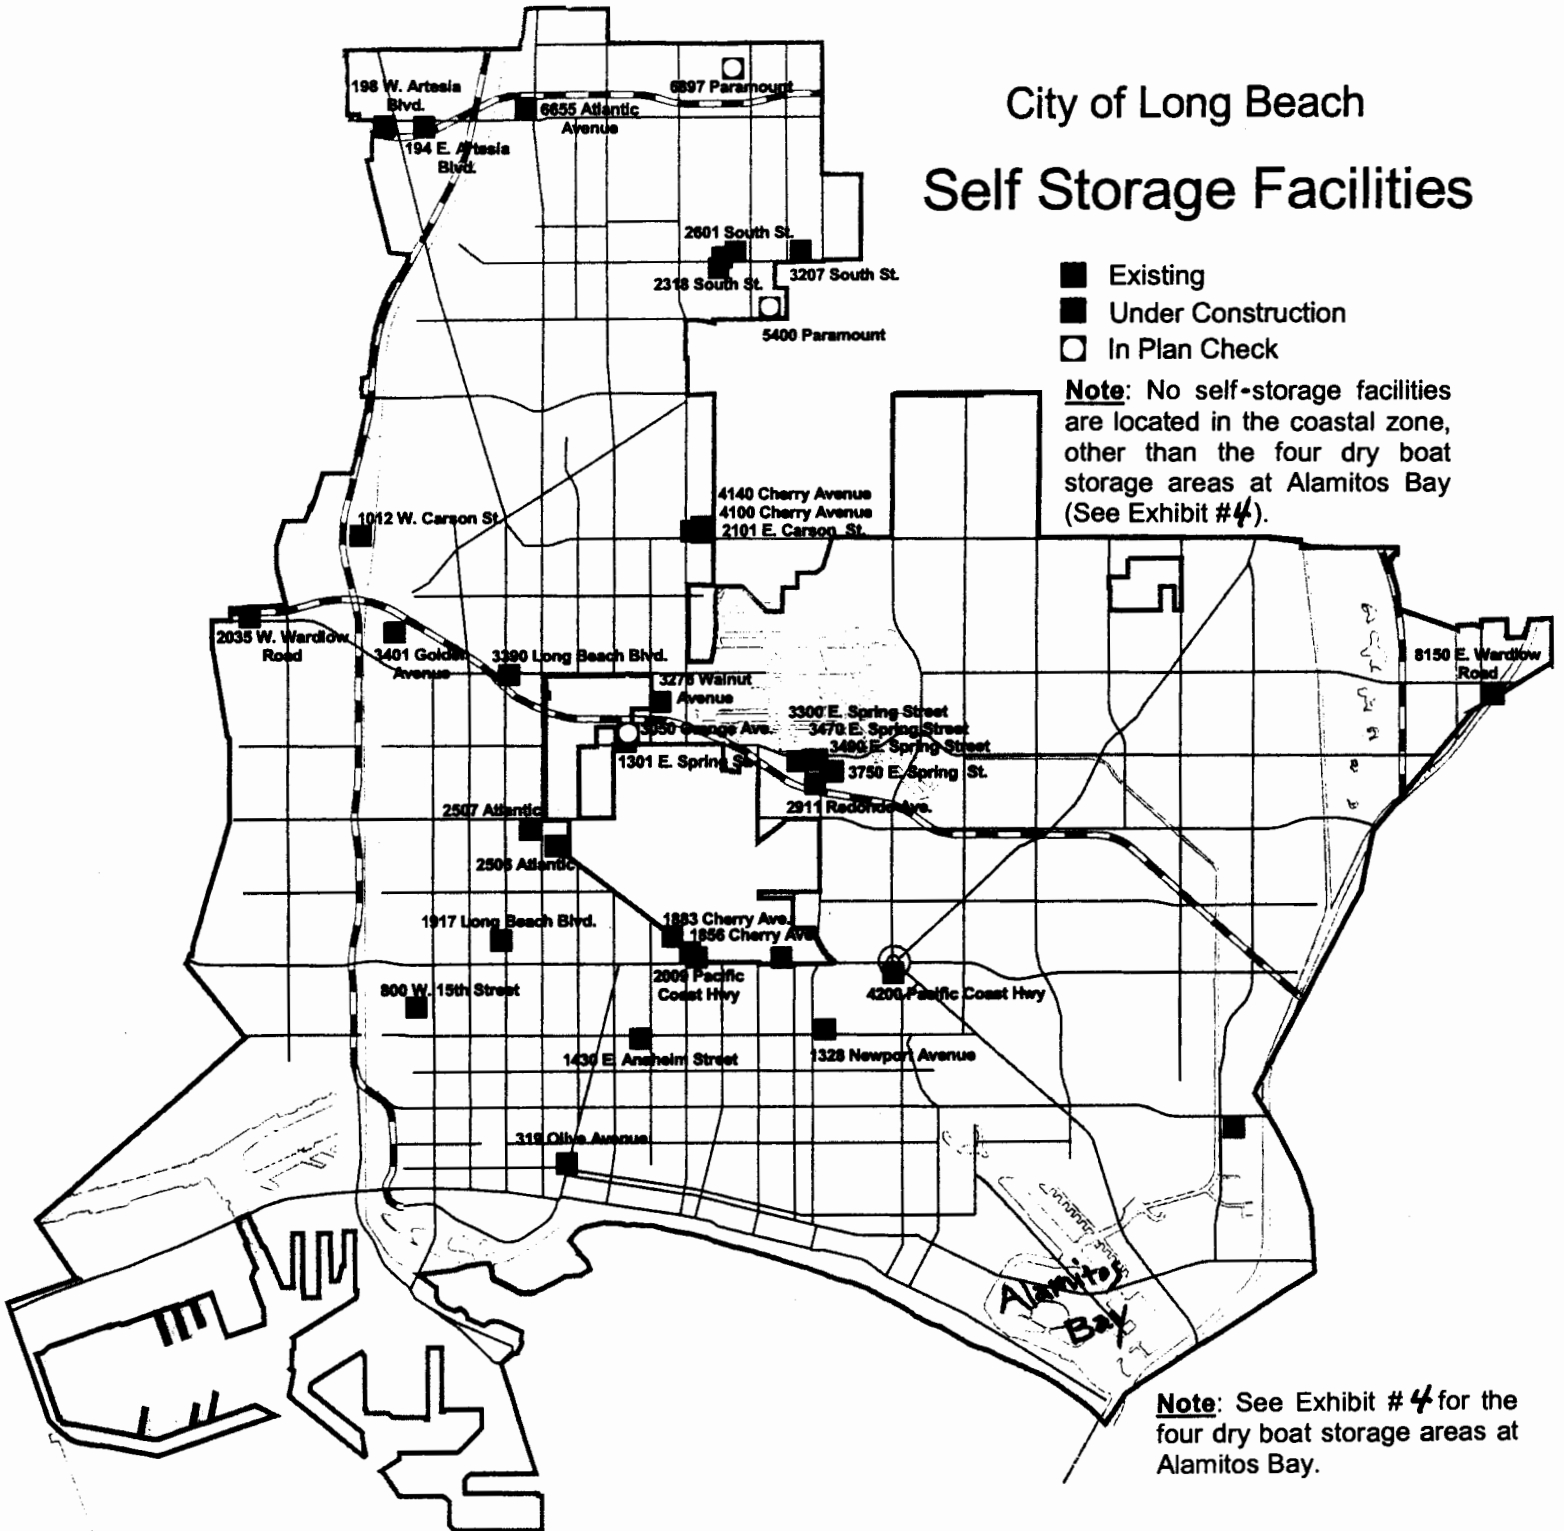 City of Long Beach
Self Storage Facilities
Existing
Under Construction
In Plan Check
Note: No self-storage facilities
are located in the coastal zone,
other than the four dry boat
storage areas at Alamitos Bay
(See Exhibit #4).
6897 Paramount
198 W. Artesia
Blvd.
6655 Atlantic
Avenue
194 E. Artesia
Blvd.
2601 South St.
3207 South St.
2318 South St.
5400 Paramount
4140 Cherry Avenue
4100 Cherry Avenue
2101 E. Carson St.
1012 W. Carson St.
2035 W. Wardlow
Road
3401 Golden
Avenue
3390 Long Beach Blvd.
8150 E. Wardlow
Road
3278 Walnut
Avenue
3300 E. Spring Street
3470 E. Spring Street
3490 E. Spring Street
3050 Orange Ave.
1301 E. Spring St.
3750 E. Spring St.
2911 Redondo Ave.
2507 Atlantic
2506 Atlantic
1917 Long Beach Blvd.
1883 Cherry Ave.
1856 Cherry Ave.
2009 Pacific
Coast Hwy
800 W. 15th Street
4200 Pacific Coast Hwy
1430 E. Anaheim Street
1328 Newport Avenue
319 Olive Avenue
Alamitos
Bay
Note: See Exhibit #4 for the
four dry boat storage areas at
Alamitos Bay.